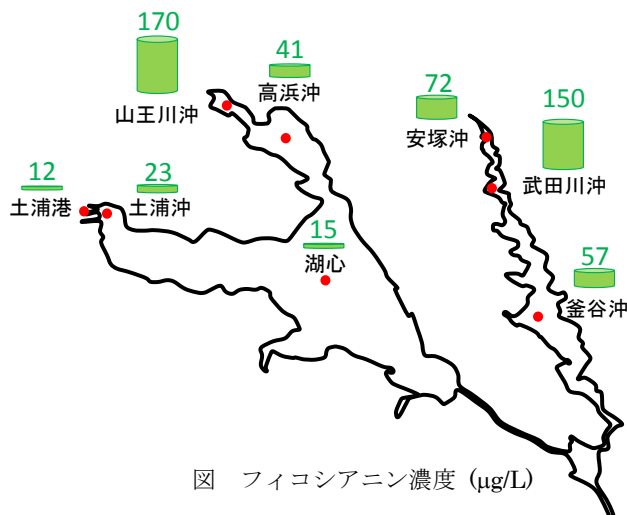 170
山王川沖
41
高浜沖
72
安塚沖
150
武田川沖
12
土浦港
23
土浦沖
15
湖心
57
釜谷沖
図 フィコシアニン濃度 (μg/L)